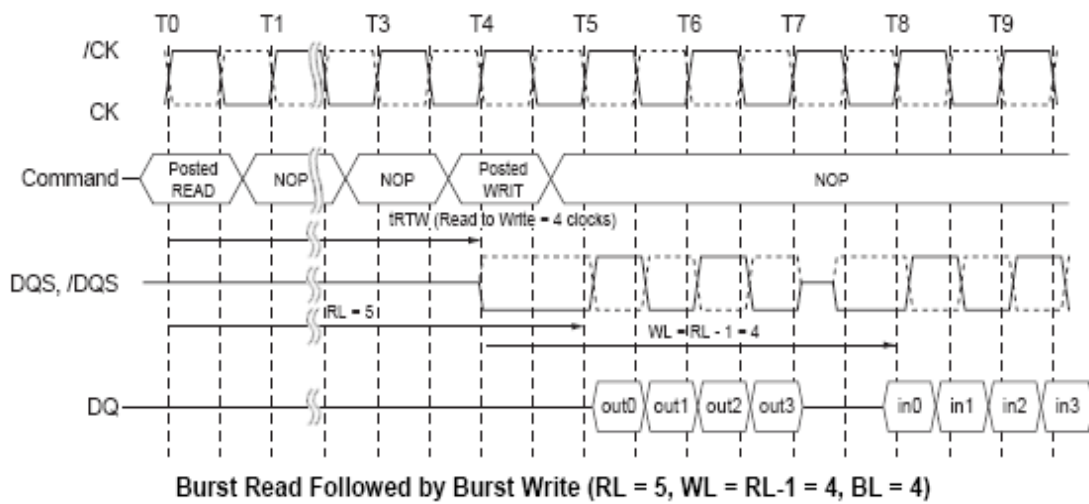 T0 T1 T3 T4 T5 T6 T7 T8 T9
/CK
CK
Command
Posted READ
NOP
NOP
Posted WRIT
NOP
tRTW (Read to Write = 4 clocks)
DQS, /DQS
RL = 5
WL = RL - 1 = 4
DQ
out0 out1 out2 out3 in0 in1 in2 in3
Burst Read Followed by Burst Write (RL = 5, WL = RL-1 = 4, BL = 4)